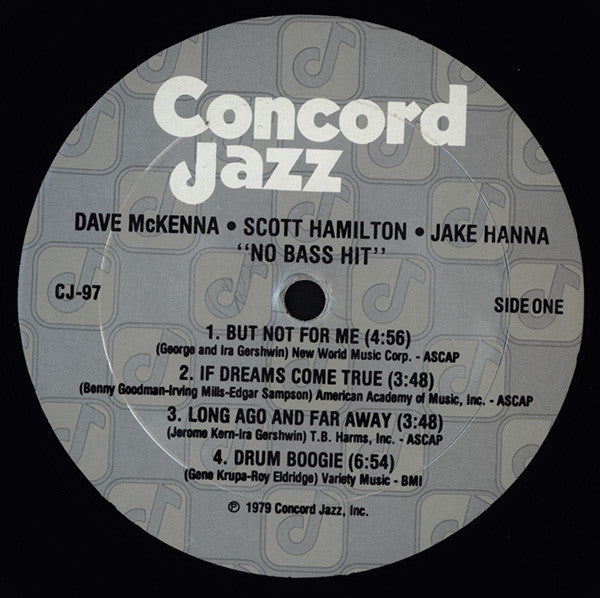 Concord
Jazz
DAVE McKENNA • SCOTT HAMILTON • JAKE HANNA
"NO BASS HIT"
CJ-97
SIDE ONE
1. BUT NOT FOR ME (4:56)
(George and Ira Gershwin) New World Music Corp. - ASCAP
2. IF DREAMS COME TRUE (3:48)
(Benny Goodman-Irving Mills-Edgar Sampson) American Academy of Music, Inc. - ASCAP
3. LONG AGO AND FAR AWAY (3:48)
(Jerome Kern-Ira Gershwin) T.B. Harms, Inc. - ASCAP
4. DRUM BOOGIE (6:54)
(Gene Krupa-Roy Eldridge) Variety Music - BMI
℗ 1979 Concord Jazz, Inc.